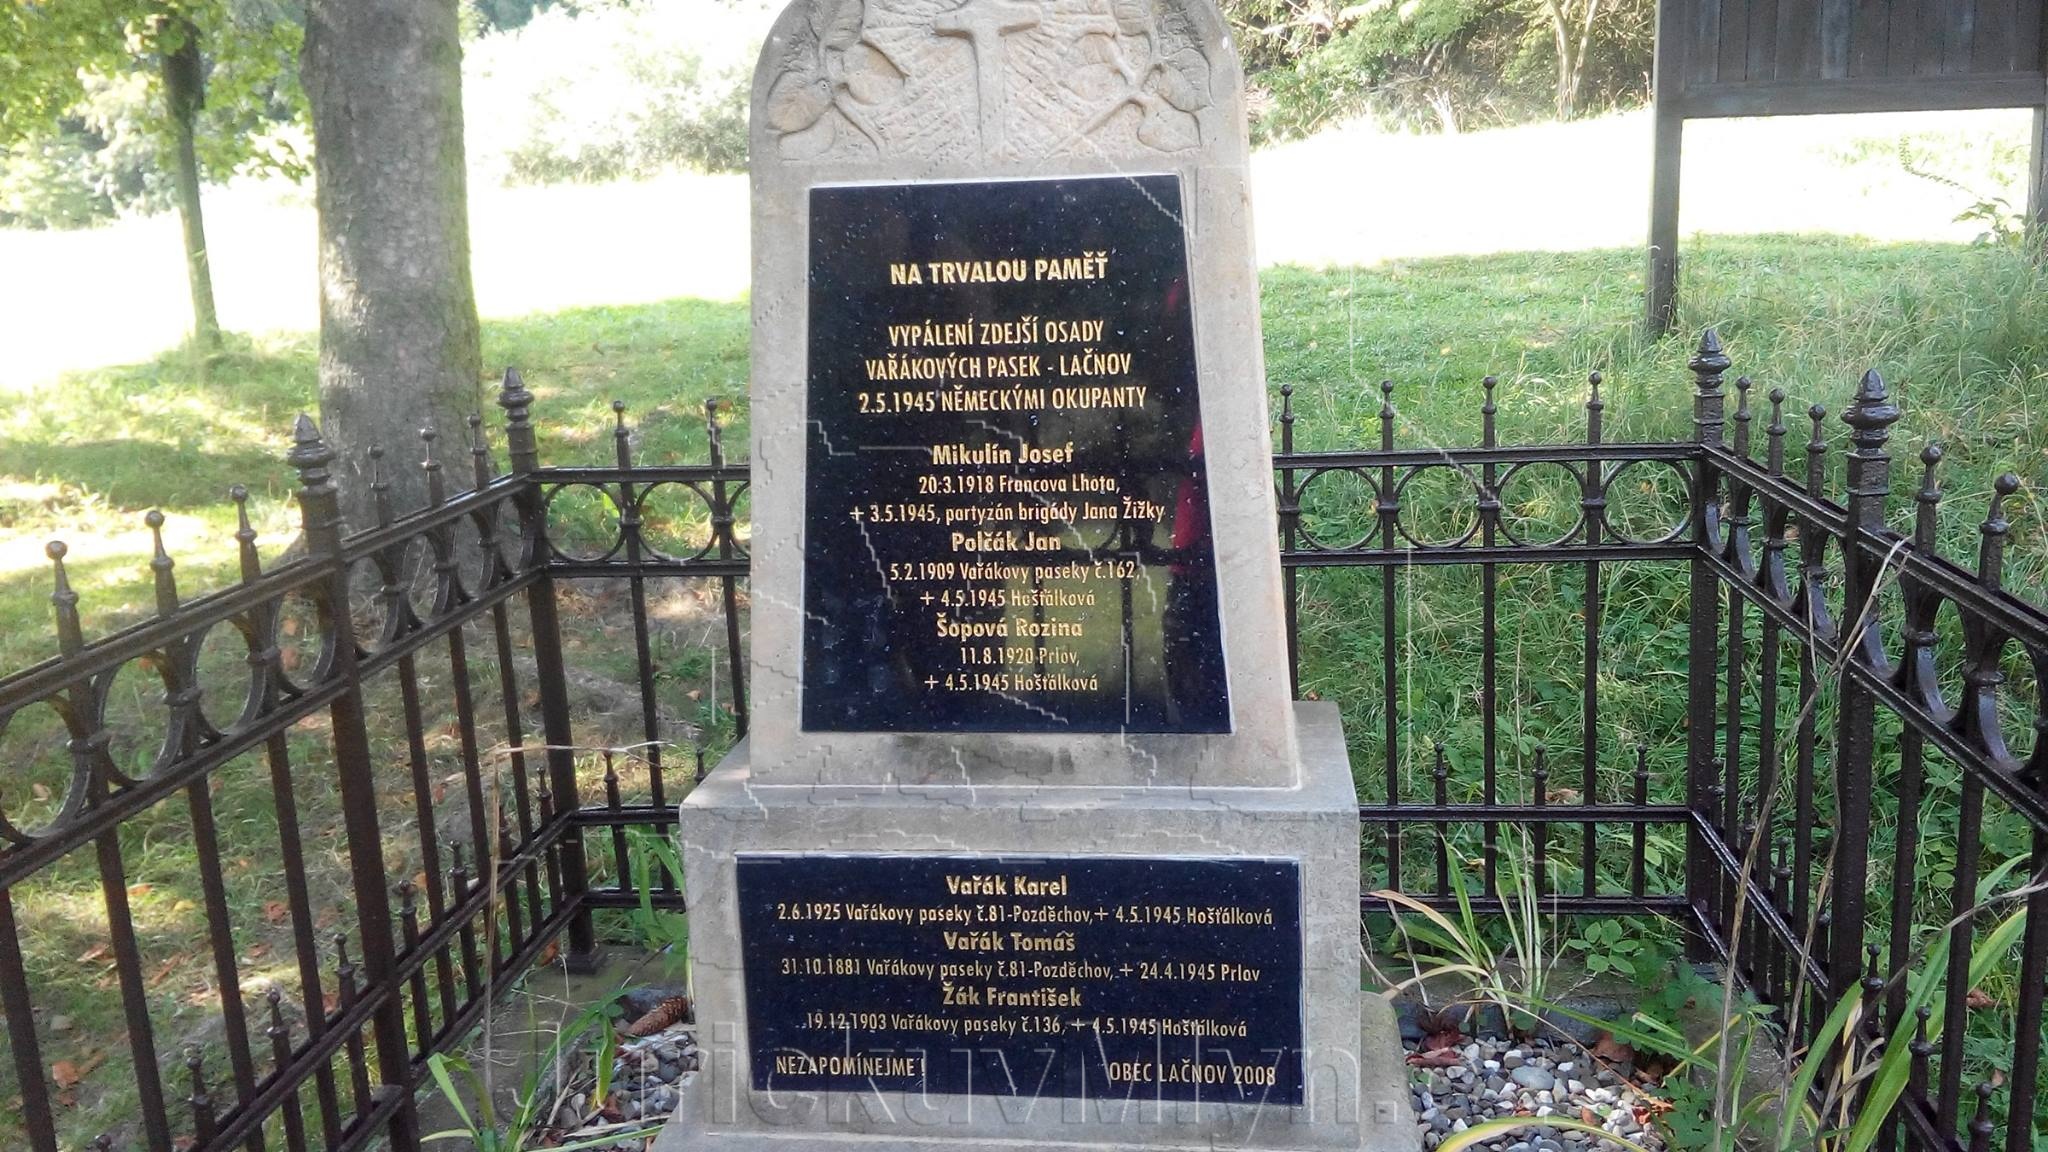 NA TRVALOU PAMĚŤ
VYPÁLENÍ ZDEJŠÍ OSADY
VAŘÁKOVÝCH PASEK - LAČNOV
2.5.1945 NĚMECKÝMI OKUPANTY
Mikulín Josef
20.3.1918 Francova Lhota,
+ 3.5.1945, partyzán brigády Jana Žižky
Polčák Jan
5.2.1909 Vařákovy paseky č.162,
+ 4.5.1945 Hošťálková
Šopová Rozina
11.8.1920 Prlov,
+ 4.5.1945 Hošťálková
Vařák Karel
2.6.1925 Vařákovy paseky č.81-Pozděchov,+ 4.5.1945 Hošťálková
Vařák Tomáš
31.10.1881 Vařákovy paseky č.81-Pozděchov, + 24.4.1945 Prlov
Žák František
19.12.1903 Vařákovy paseky č.136, + 4.5.1945 Hošťálková
NEZAPOMÍNEJME ! OBEC LAČNOV 2008